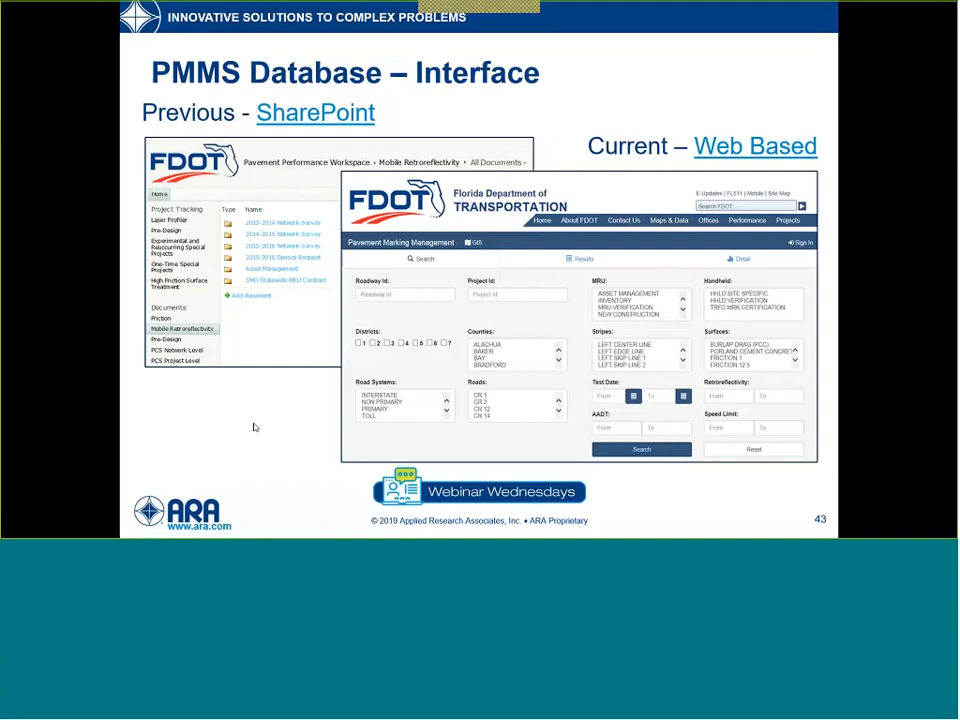 INNOVATIVE SOLUTIONS TO COMPLEX PROBLEMS
PMMS Database – Interface
Previous - SharePoint
Current – Web Based
FDOT
Pavement Performance Workspace › Mobile Retroreflectivity › All Documents
Home
Project Tracking
Laser Profiler
Pre-Design
Experimental and Reoccurring Special Projects
One-Time Special Projects
High Friction Surface Treatment
Documents
Friction
Mobile Retroreflectivity
Pre-Design
PCS Network Level
PCS Project Level
Type Name
2013-2014 Network Survey
2014-2015 Network Survey
2015-2016 Network Survey
2015-2016 Special Request
Asset Management
SMO Statewide MRU Contract
Add document
FDOT
Florida Department of
TRANSPORTATION
E-Updates | FL511 | Mobile | Site Map
Search FDOT...
Home About FDOT Contact Us Maps & Data Offices Performance Projects
Pavement Marking Management GIS Sign In
Search Results Detail
Roadway Id: Project Id:
Roadway Id Project Id
MRU:
ASSET MANAGEMENT
INVENTORY
MRU VERIFICATION
NEW CONSTRUCTION
Handheld:
HHLD SITE SPECIFIC
HHLD VERIFICATION
TRFC MRK CERTIFICATION
Districts:
1 2 3 4 5 6 7
Counties:
ALACHUA
BAKER
BAY
BRADFORD
Stripes:
LEFT CENTER LINE
LEFT EDGE LINE
LEFT SKIP LINE 1
LEFT SKIP LINE 2
Surfaces:
BURLAP DRAG (PCC)
PORLAND CEMENT CONCRET
FRICTION 1
FRICTION 12.5
Road Systems:
INTERSTATE
NON PRIMARY
PRIMARY
TOLL
Roads:
CR 1
CR 2
CR 12
CR 14
Test Date: Retroreflectivity:
From To From To
AADT: Speed Limit:
From To From To
Search Reset
Webinar Wednesdays
ARA
www.ara.com
© 2019 Applied Research Associates, Inc. • ARA Proprietary
43